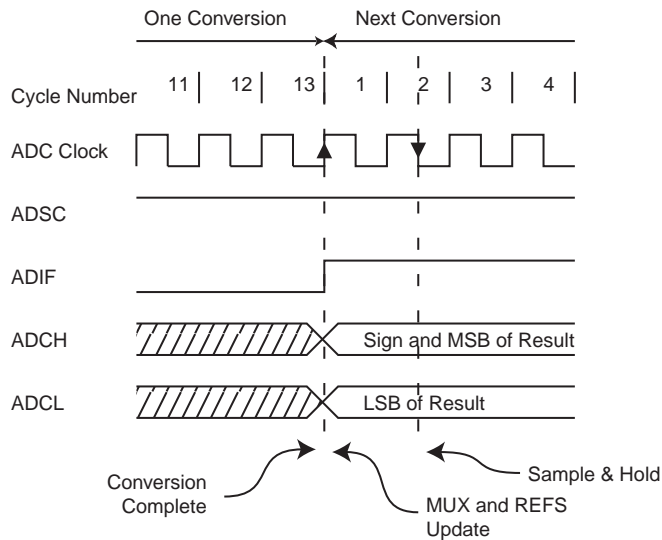 One Conversion
Next Conversion
Cycle Number
11
12
13
1
2
3
4
ADC Clock
ADSC
ADIF
ADCH
Sign and MSB of Result
ADCL
LSB of Result
Conversion
Complete
MUX and REFS
Update
Sample & Hold